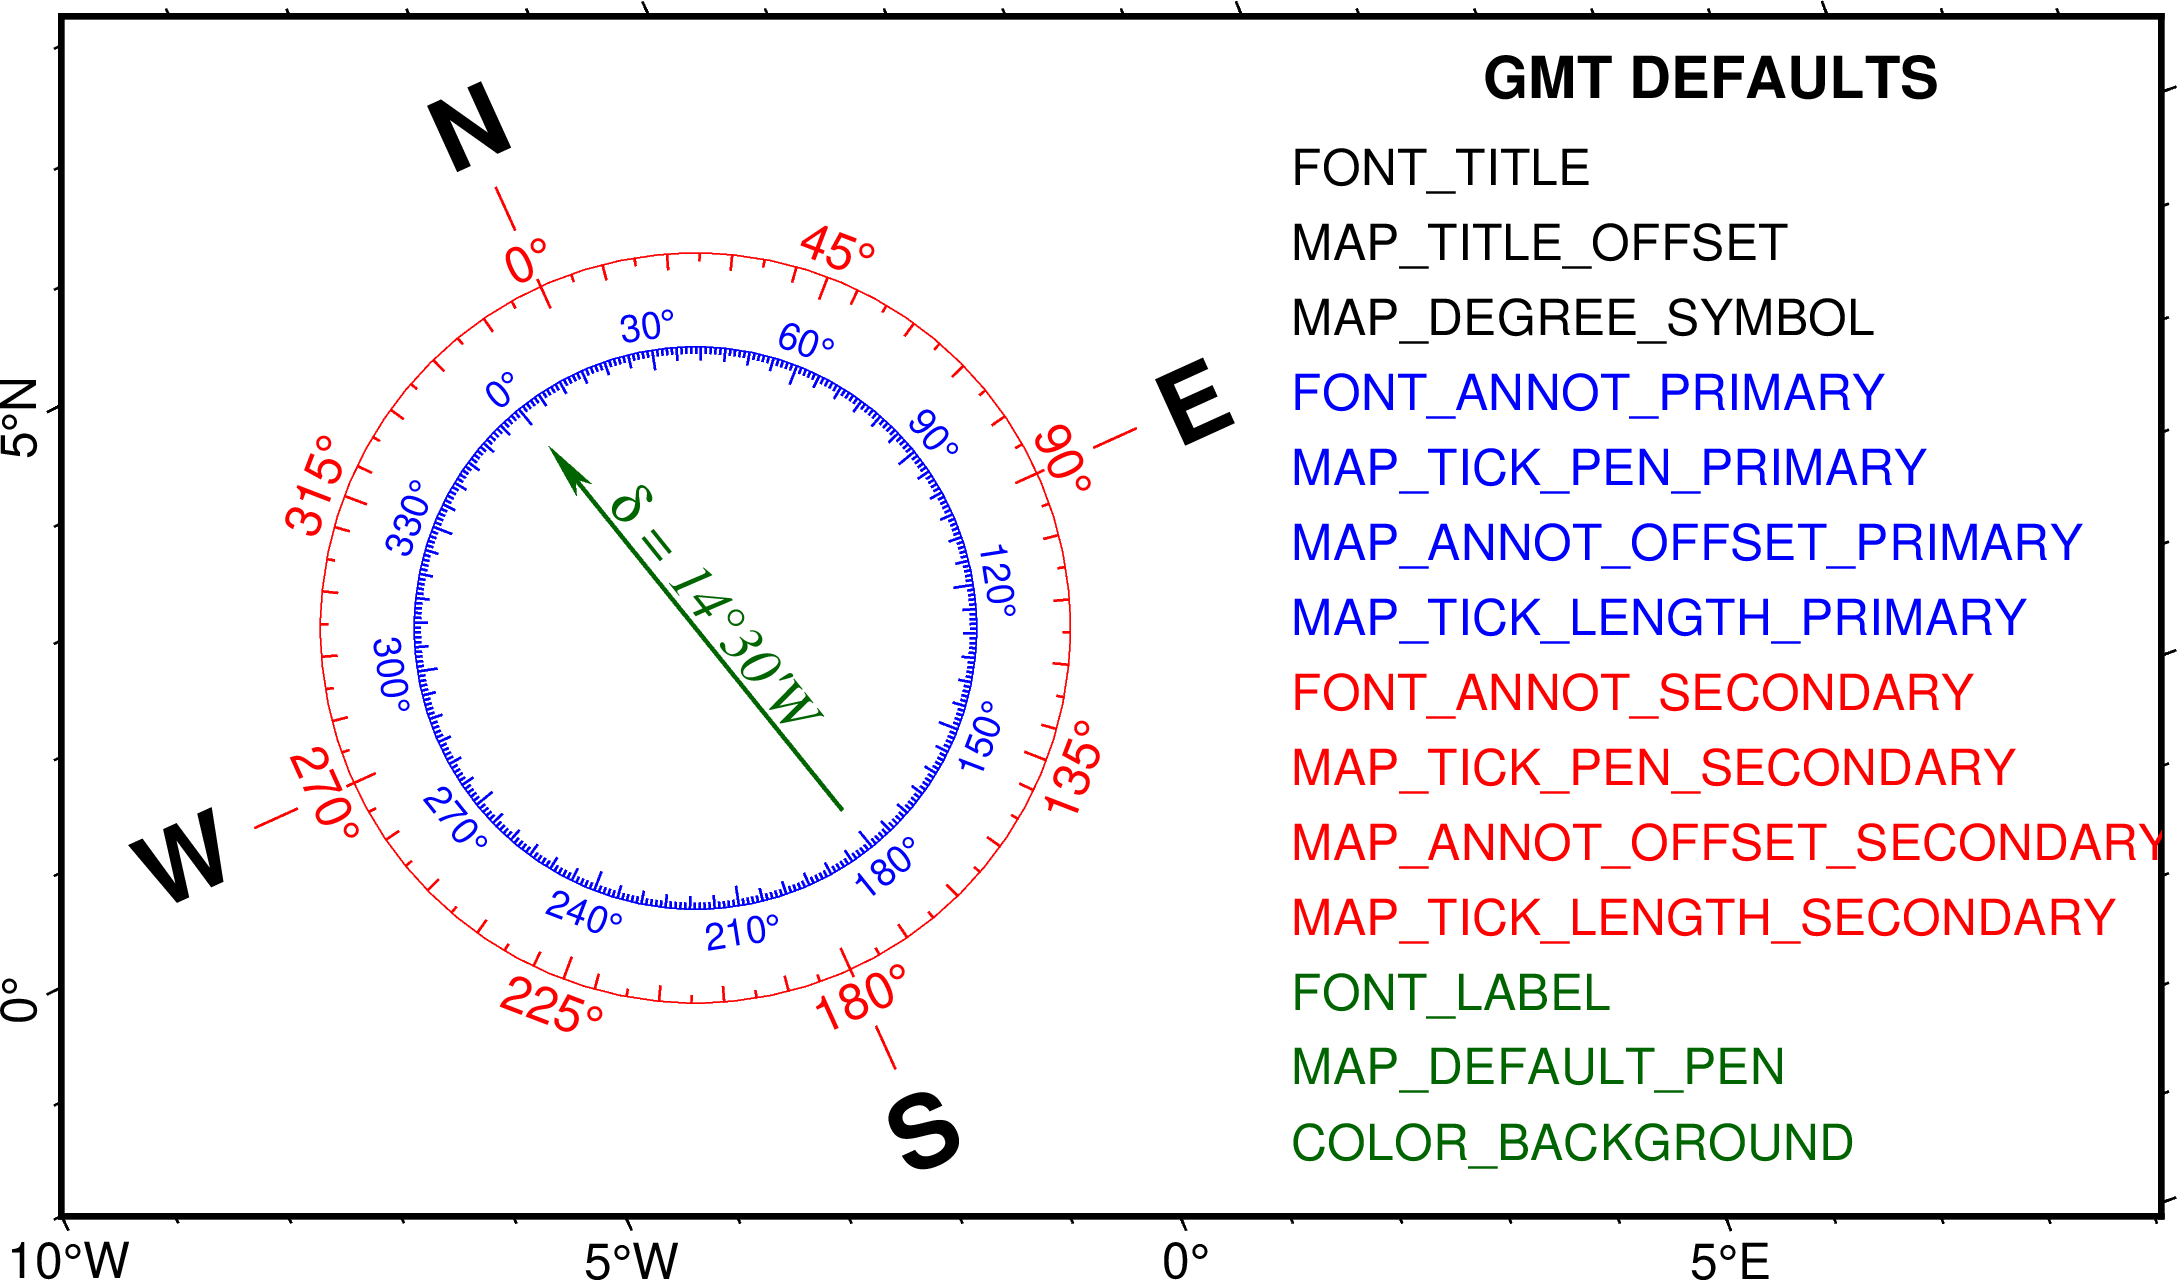 GMT DEFAULTS
FONT_TITLE
MAP_TITLE_OFFSET
MAP_DEGREE_SYMBOL
FONT_ANNOT_PRIMARY
MAP_TICK_PEN_PRIMARY
MAP_ANNOT_OFFSET_PRIMARY
MAP_TICK_LENGTH_PRIMARY
FONT_ANNOT_SECONDARY
MAP_TICK_PEN_SECONDARY
MAP_ANNOT_OFFSET_SECONDARY
MAP_TICK_LENGTH_SECONDARY
FONT_LABEL
MAP_DEFAULT_PEN
COLOR_BACKGROUND
N
E
S
W
0°
45°
90°
135°
180°
225°
270°
315°
0°
30°
60°
90°
120°
150°
180°
210°
240°
270°
300°
330°
δ = 14°30'W
5°N
0°
10°W
5°W
0°
5°E